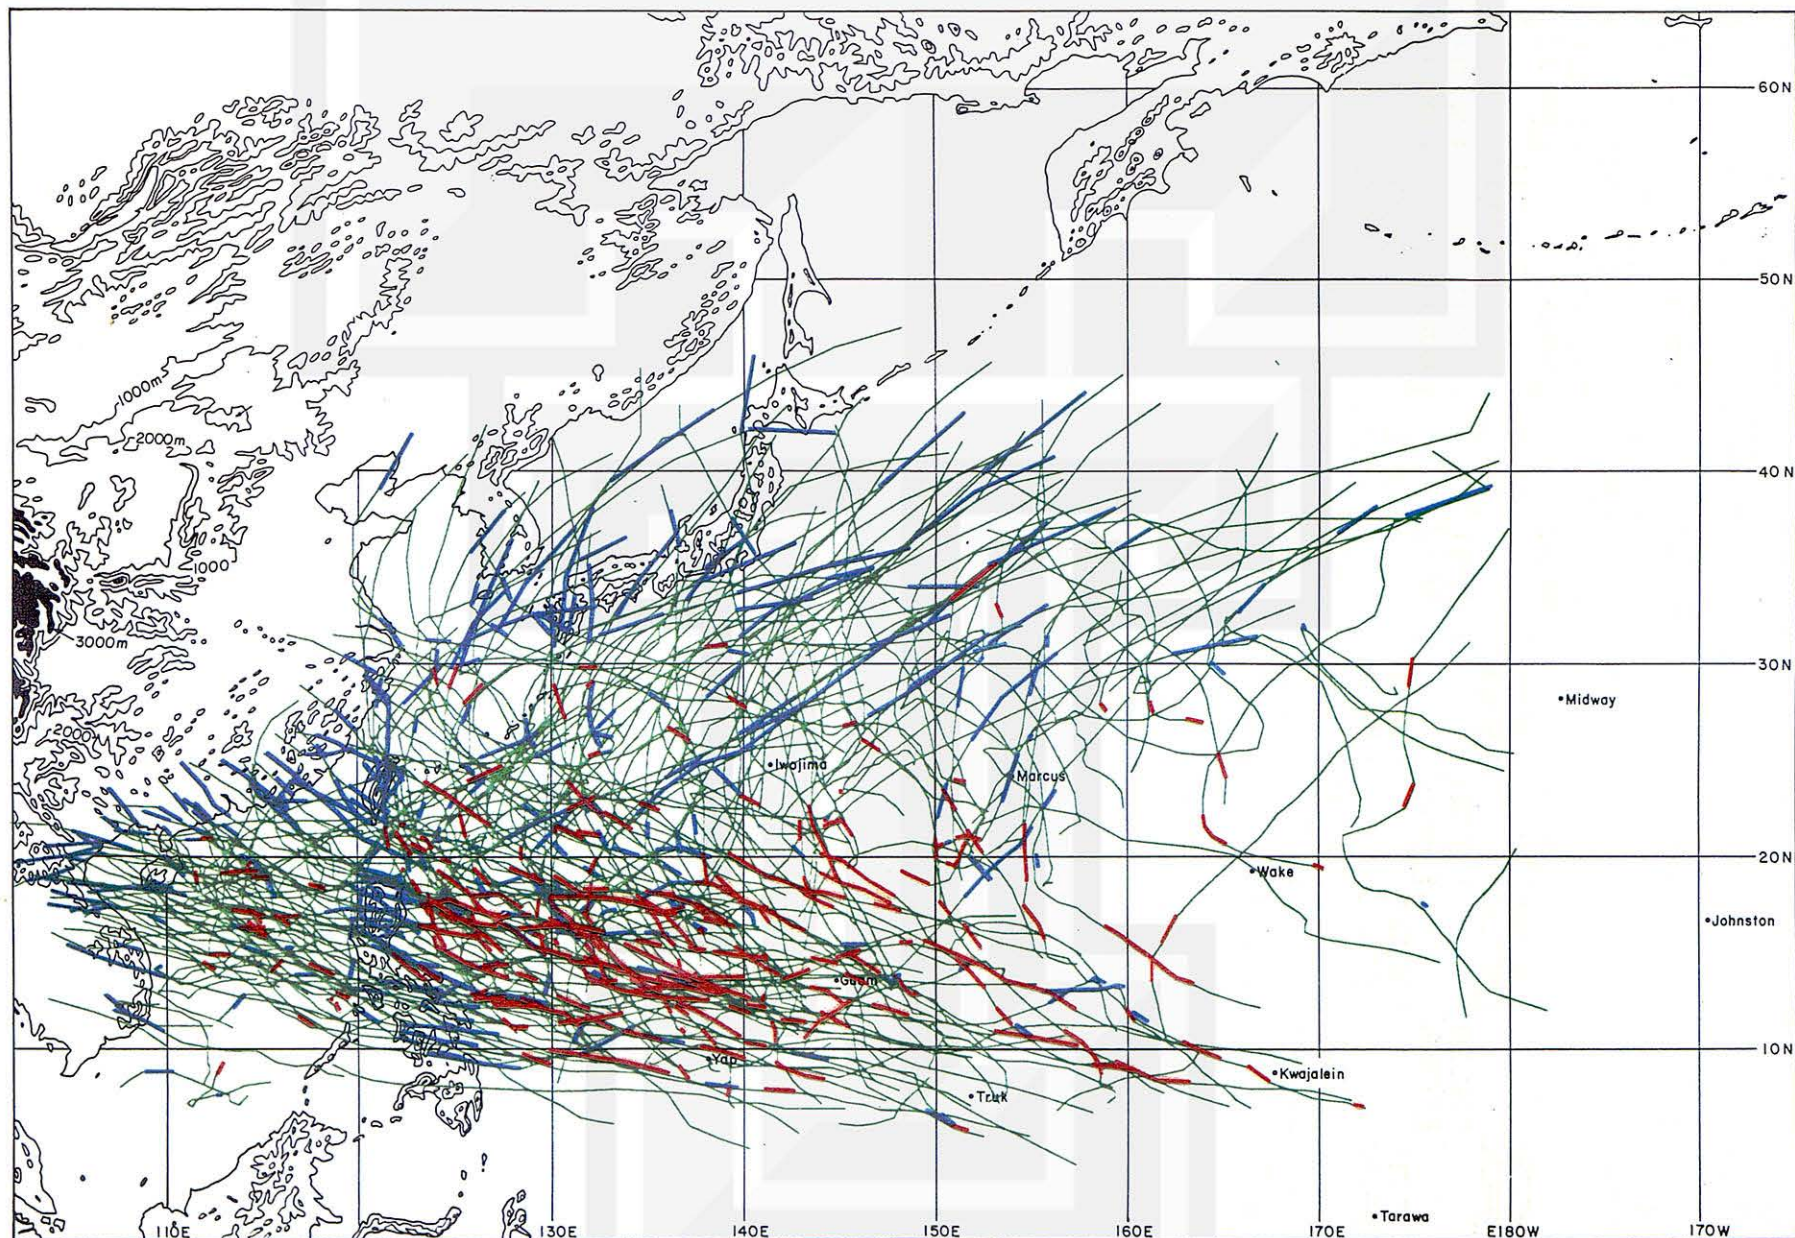 60N
50N
1000m
2000m
40N
1000
3000m
30N
Midway
2000
Iwojima
Marcus
20N
Wake
Johnston
Guam
Yap
10N
Kwajalein
Truk
Tarawa
110E
130E
140E
150E
160E
170E
E180W
170W